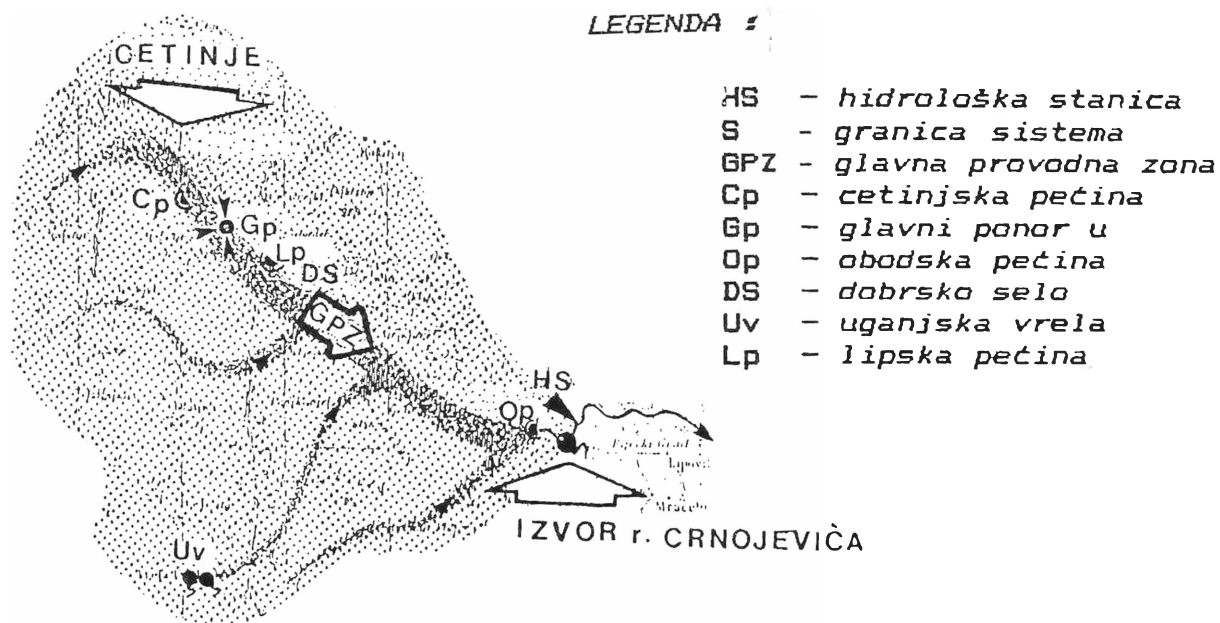 LEGENDA :
CETINJE
HS – hidrološka stanica
S – granica sistema
GPZ – glavna provodna zona
Cp – cetinjska pećina
Gp – glavni ponor u
Op – obodska pećina
DS – dobrsko selo
Uv – uganjska vrela
Lp – lipska pećina
Cp
Gp
Lp
DS
GPZ
HS
Op
Grad
Uv
IZVOR r. CRNOJEVIĆA